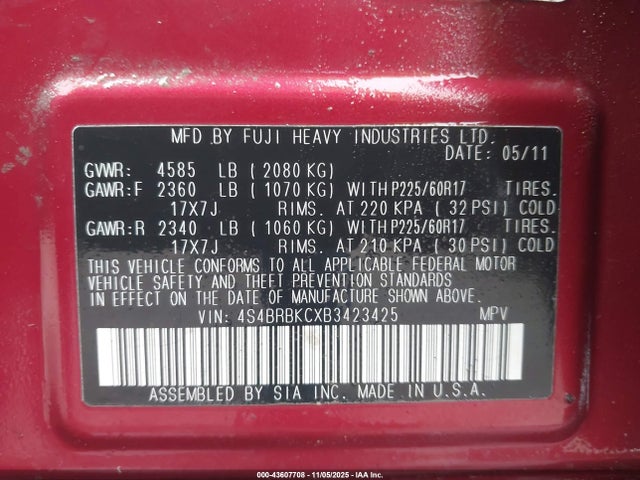 MFD BY FUJI HEAVY INDUSTRIES LTD.
DATE: 05/11
GVWR: 4585 LB ( 2080 KG)
GAWR:F 2360 LB ( 1070 KG) WITH P225/60R17 TIRES.
17X7J RIMS. AT 220 KPA ( 32 PSI) COLD
GAWR:R 2340 LB ( 1060 KG) WITH P225/60R17 TIRES.
17X7J RIMS. AT 210 KPA ( 30 PSI) COLD
THIS VEHICLE CONFORMS TO ALL APPLICABLE FEDERAL MOTOR
VEHICLE SAFETY AND THEFT PREVENTION STANDARDS
IN EFFECT ON THE DATE OF MANUFACTURE SHOWN ABOVE.
VIN: 4S4BRBKCXB3423425 MPV
ASSEMBLED BY SIA INC. MADE IN U.S.A.
000-43607708 - 11/05/2025 - IAA Inc.